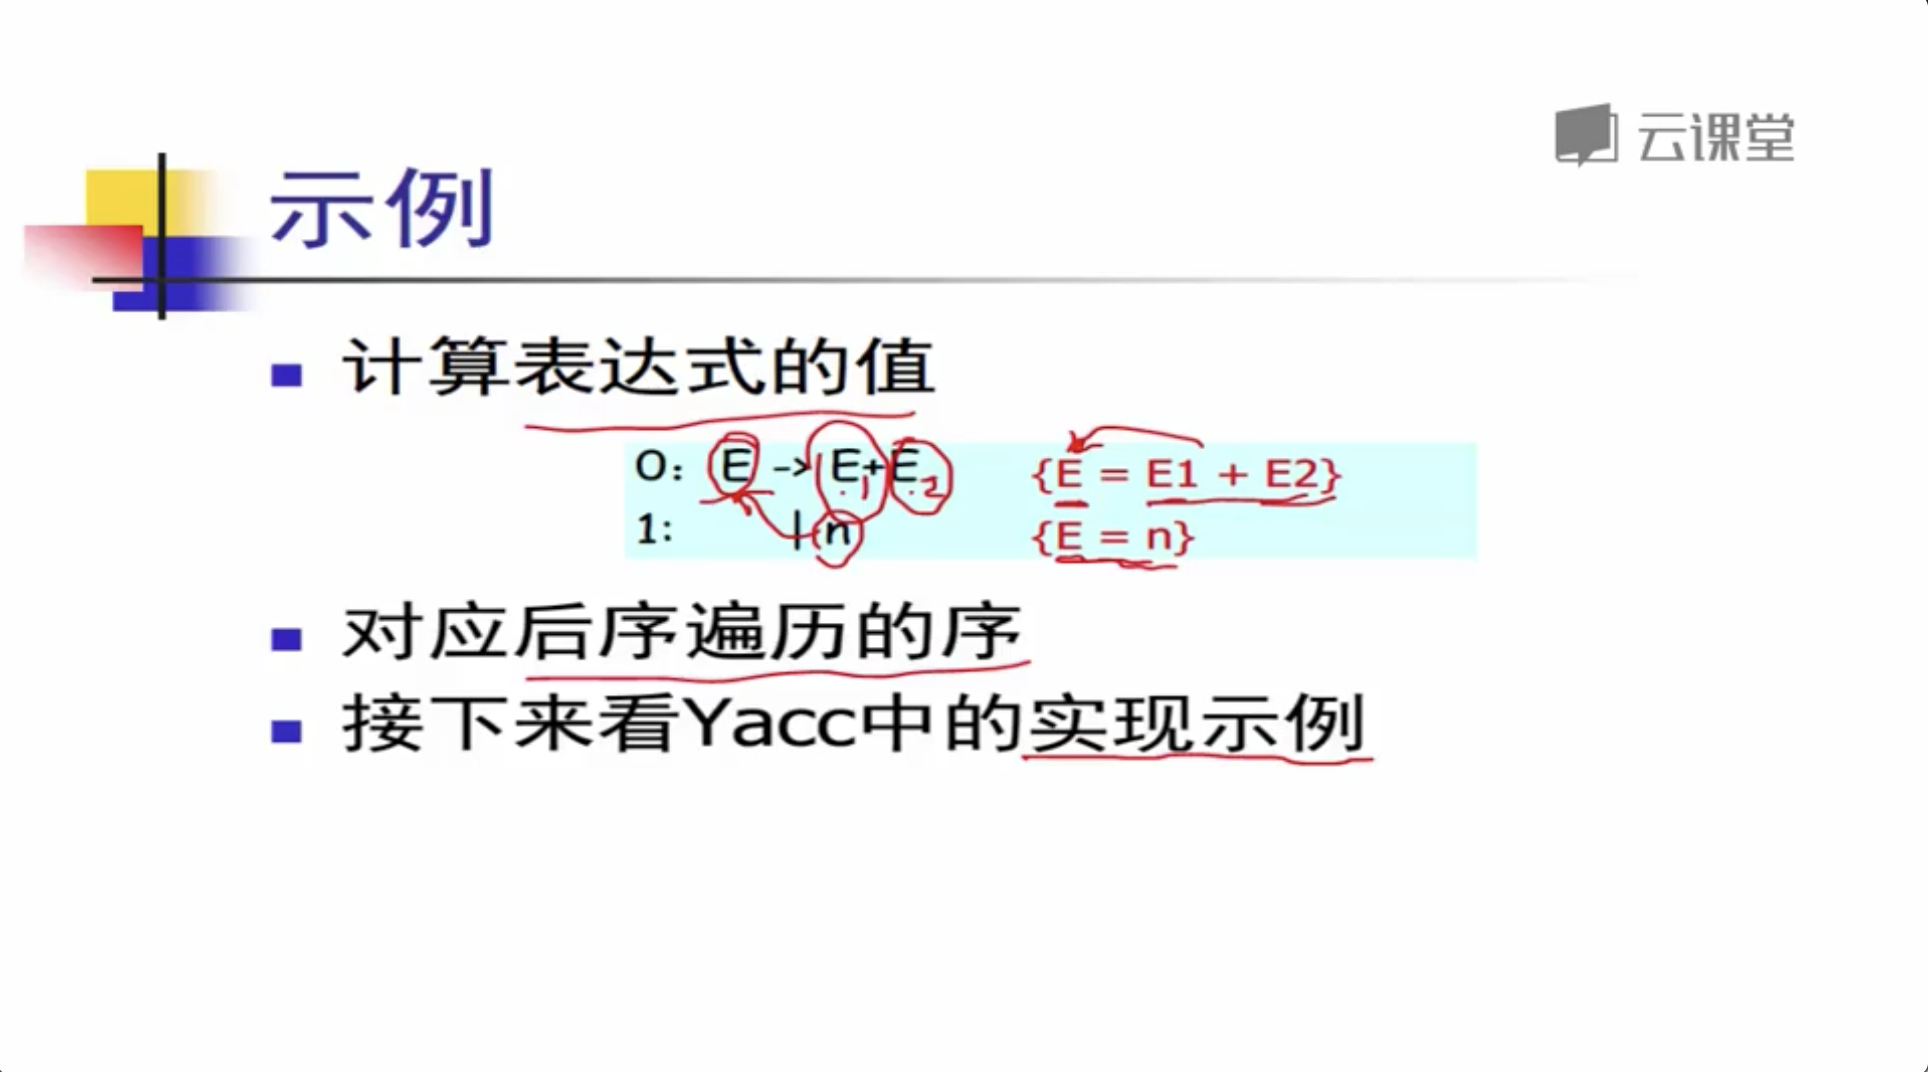 云课堂
示例
计算表达式的值
0: E -> E1+E2 {E = E1 + E2}
1: | n {E = n}
对应后序遍历的序
接下来看Yacc中的实现示例